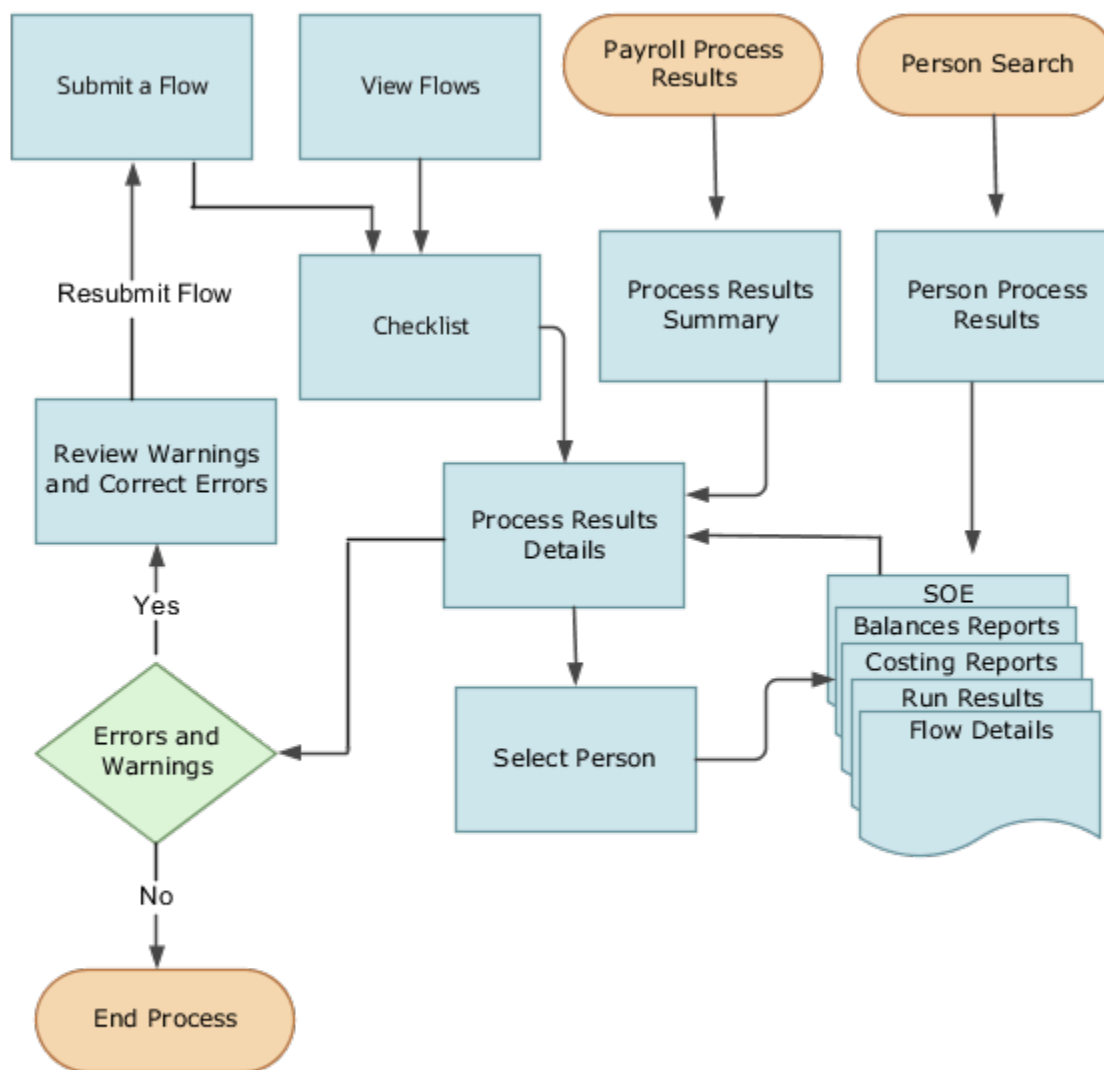 Submit a Flow
View Flows
Payroll Process
Results
Person Search
Resubmit Flow
Checklist
Process Results
Summary
Person Process
Results
Review Warnings
and Correct Errors
Process Results
Details
Yes
SOE
Balances Reports
Costing Reports
Run Results
Flow Details
Errors and
Warnings
Select Person
No
End Process